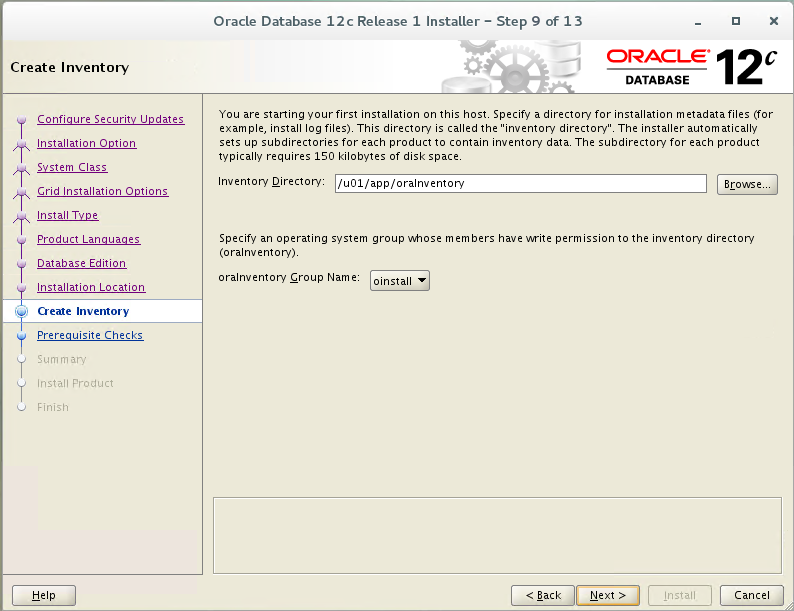 Oracle Database 12c Release 1 Installer – Step 9 of 13
Create Inventory
ORACLE®
DATABASE
12c
Configure Security Updates
Installation Option
System Class
Grid Installation Options
Install Type
Product Languages
Database Edition
Installation Location
Create Inventory
Prerequisite Checks
Summary
Install Product
Finish
You are starting your first installation on this host. Specify a directory for installation metadata files (for
example, install log files). This directory is called the "inventory directory". The installer automatically
sets up subdirectories for each product to contain inventory data. The subdirectory for each product
typically requires 150 kilobytes of disk space.
Inventory Directory: /u01/app/oraInventory Browse...
Specify an operating system group whose members have write permission to the inventory directory
(oraInventory).
oraInventory Group Name: oinstall
Help < Back Next > Install Cancel